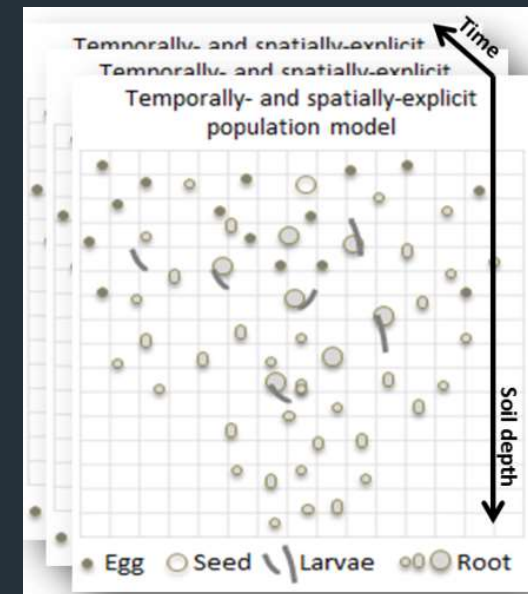 Temporally- and spatially-explicit
Temporally- and spatially-explicit
Temporally- and spatially-explicit
population model
Time
Soil depth
Egg Seed Larvae Root